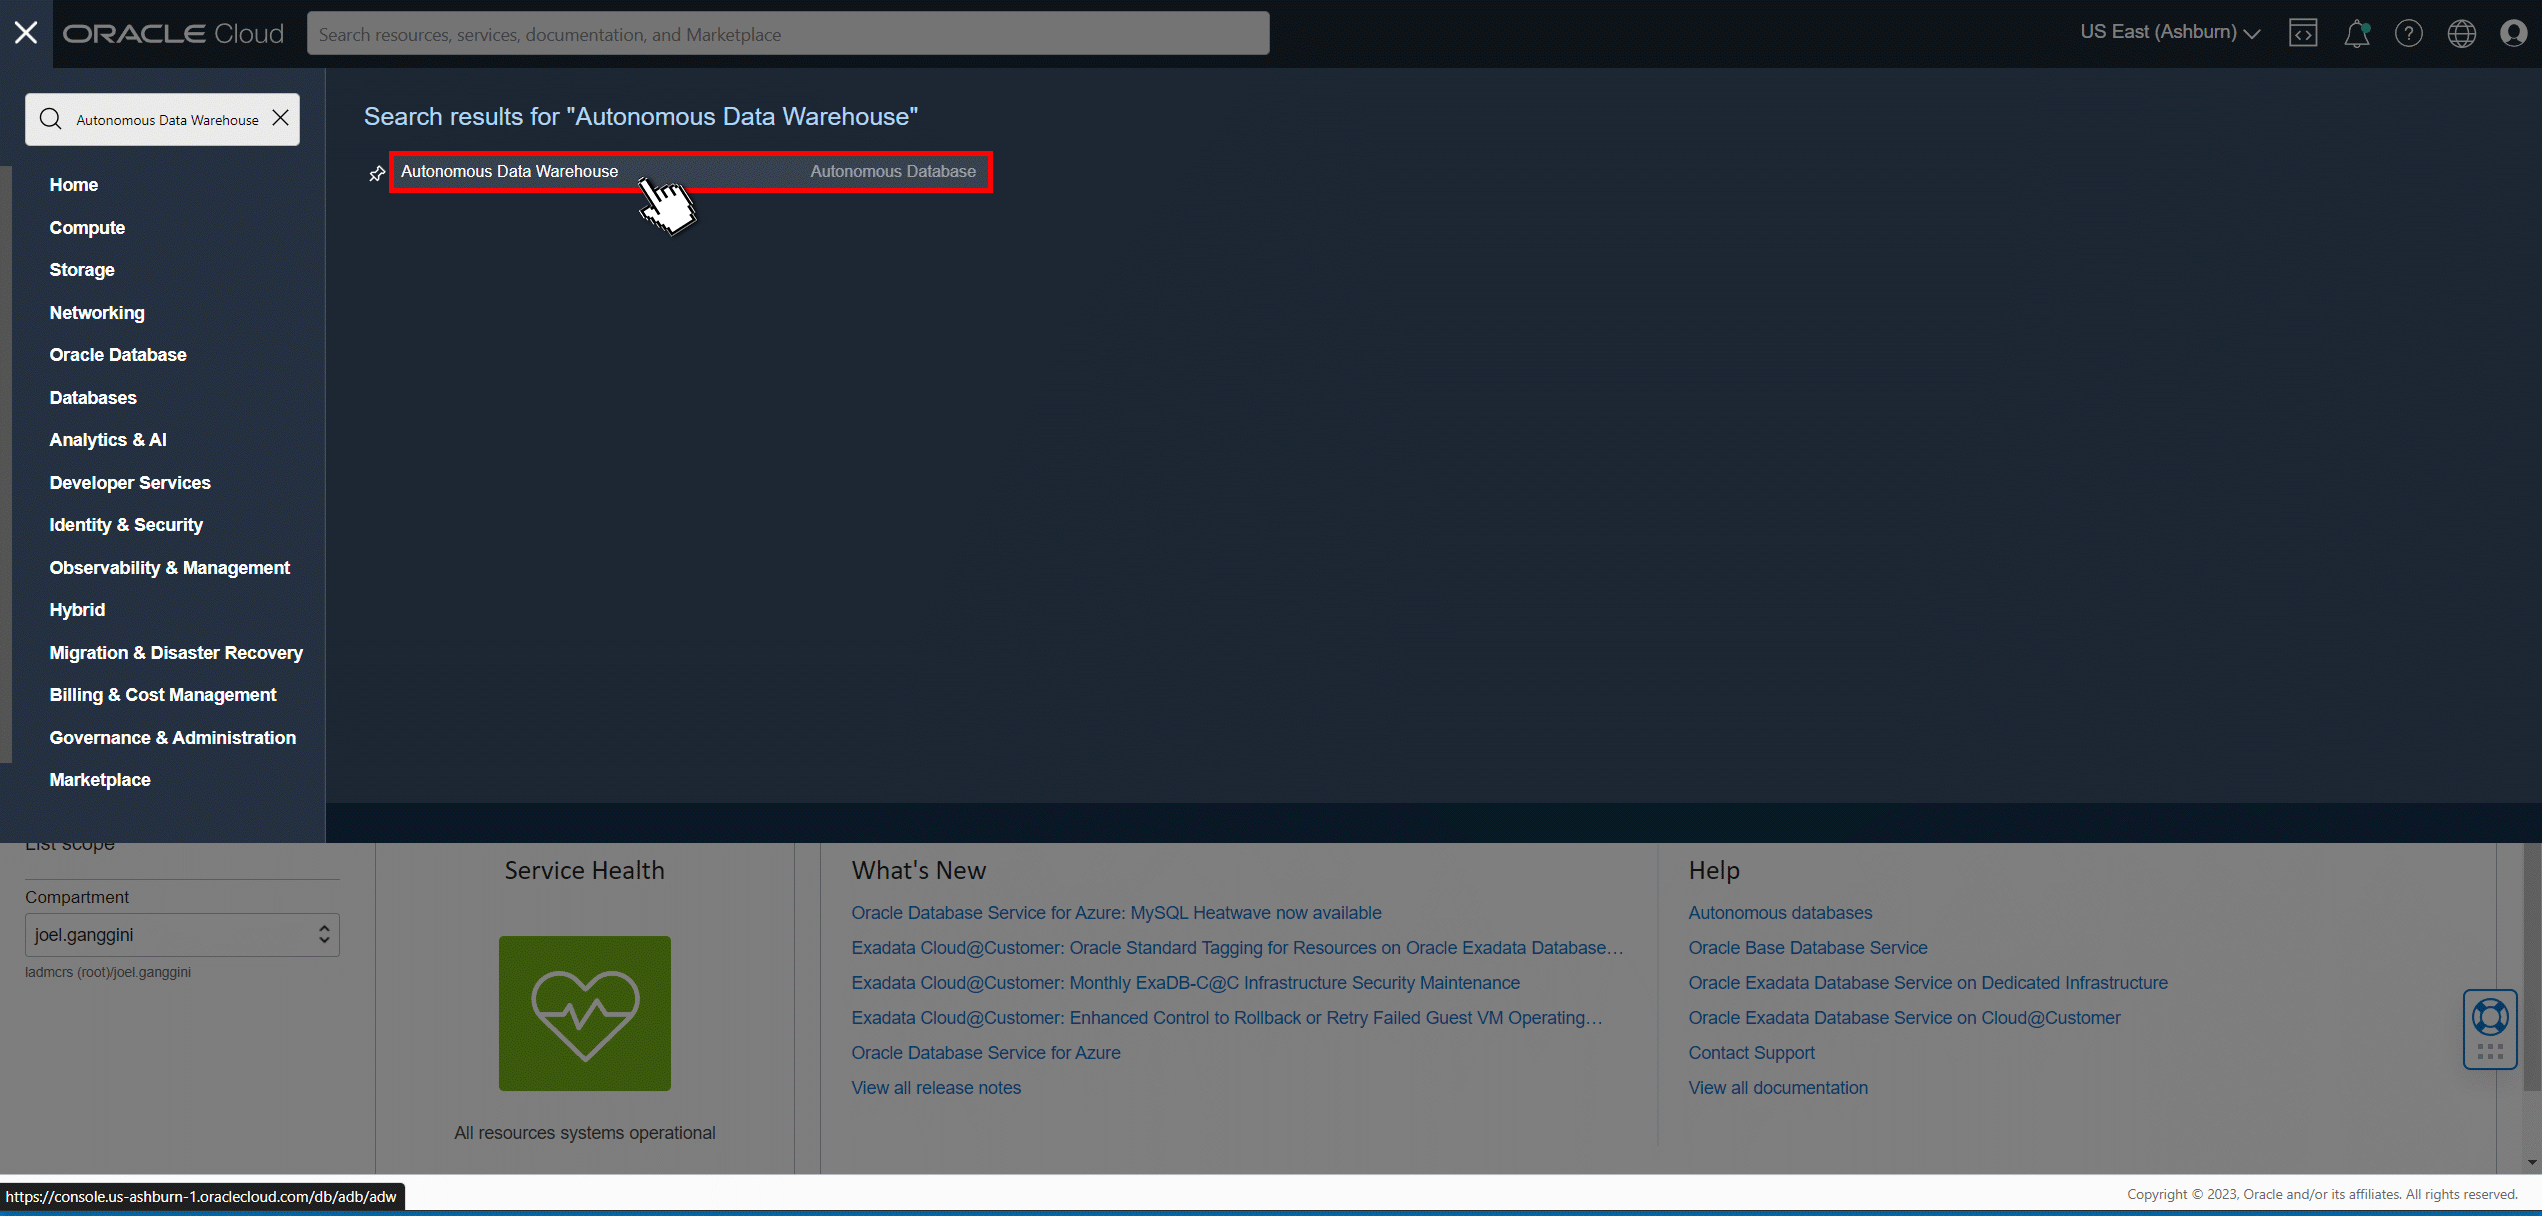 ORACLE Cloud
Search resources, services, documentation, and Marketplace
US East (Ashburn)
Autonomous Data Warehouse
Home
Compute
Storage
Networking
Oracle Database
Databases
Analytics & AI
Developer Services
Identity & Security
Observability & Management
Hybrid
Migration & Disaster Recovery
Billing & Cost Management
Governance & Administration
Marketplace
Search results for "Autonomous Data Warehouse"
Autonomous Data Warehouse Autonomous Database
List scope
Compartment
joel.ganggini
ladmcrs (root)/joel.ganggini
Service Health
All resources systems operational
What's New
Oracle Database Service for Azure: MySQL Heatwave now available
Exadata Cloud@Customer: Oracle Standard Tagging for Resources on Oracle Exadata Database...
Exadata Cloud@Customer: Monthly ExaDB-C@C Infrastructure Security Maintenance
Exadata Cloud@Customer: Enhanced Control to Rollback or Retry Failed Guest VM Operating...
Oracle Database Service for Azure
View all release notes
Help
Autonomous databases
Oracle Base Database Service
Oracle Exadata Database Service on Dedicated Infrastructure
Oracle Exadata Database Service on Cloud@Customer
Contact Support
View all documentation
https://console.us-ashburn-1.oraclecloud.com/db/adb/adw
Copyright © 2023, Oracle and/or its affiliates. All rights reserved.